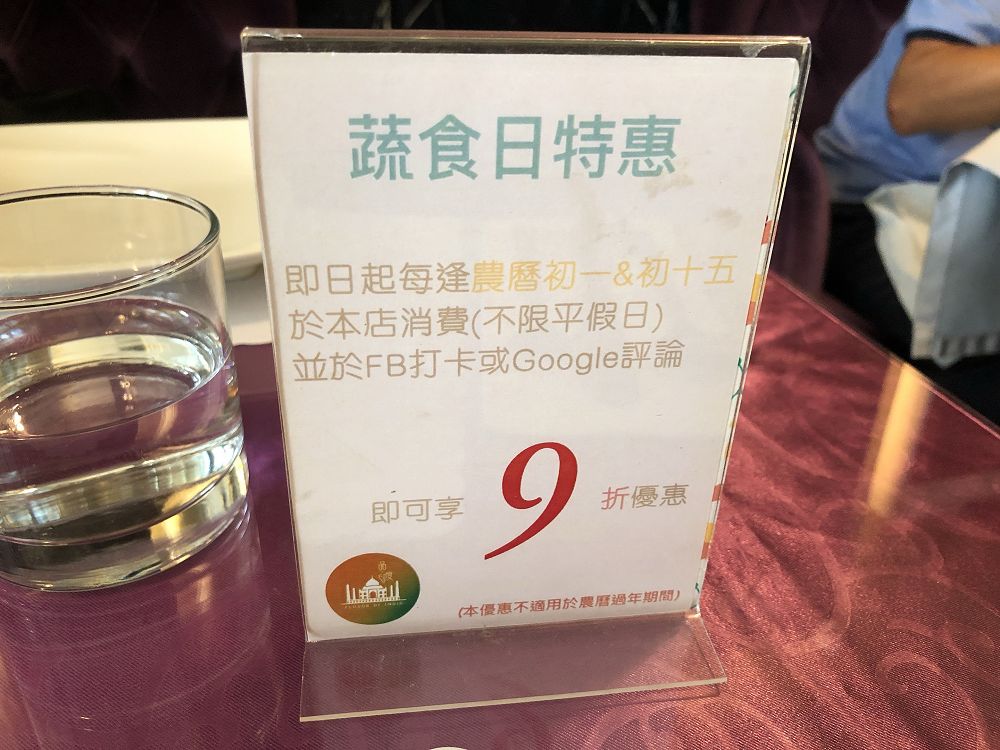 蔬食日特惠
即日起每逢農曆初一&初十五
於本店消費(不限平假日)
並於FB打卡或Google評論
即可享 9 折優惠
FLAVOR OF INDIA
(本優惠不適用於農曆過年期間)